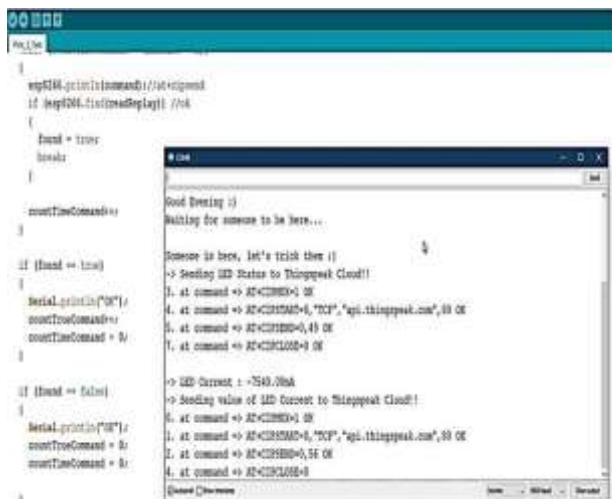 {
esp8266.println(command);//at+cipsend
if (esp8266.find(readReplay)) //ok
{
found = true;
break;
}
countTimeCommand++;
}
if (found == true)
{
Serial.println("OK");
countTrueCommand++;
countTimeCommand = 0;
}
if (found == false)
{
Serial.println(
countTrueCommand = 0;
countTimeCommand = 0;
}
Send
Good Evening :)
Waiting for someone to be here...
Someone is here, let's trick them :)
-> Sending LED Status to Thingspeak Cloud!!
3. at command => AT+CIPMUX=1 OK
4. at command => AT+CIPSTART=0,"TCP","api.thingspeak.com",80 OK
5. at command => AT+CIPSEND=0,49 OK
7. at command => AT+CIPCLOSE=0 OK
-> LED Current : -7540.00mA
-> Sending value of LED Current to Thingspeak Cloud!!
0. at command => AT+CIPMUX=1 OK
1. at command => AT+CIPSTART=0,"TCP","api.thingspeak.com",80 OK
2. at command => AT+CIPSEND=0,56 OK
4. at command => AT+CIPCLOSE=0
Autoscroll Show timestamp